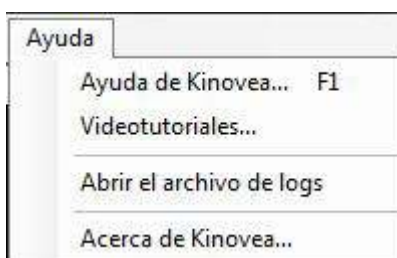 Ayuda
Ayuda de Kinovea... F1
Videotutoriales...
Abrir el archivo de logs
Acerca de Kinovea...